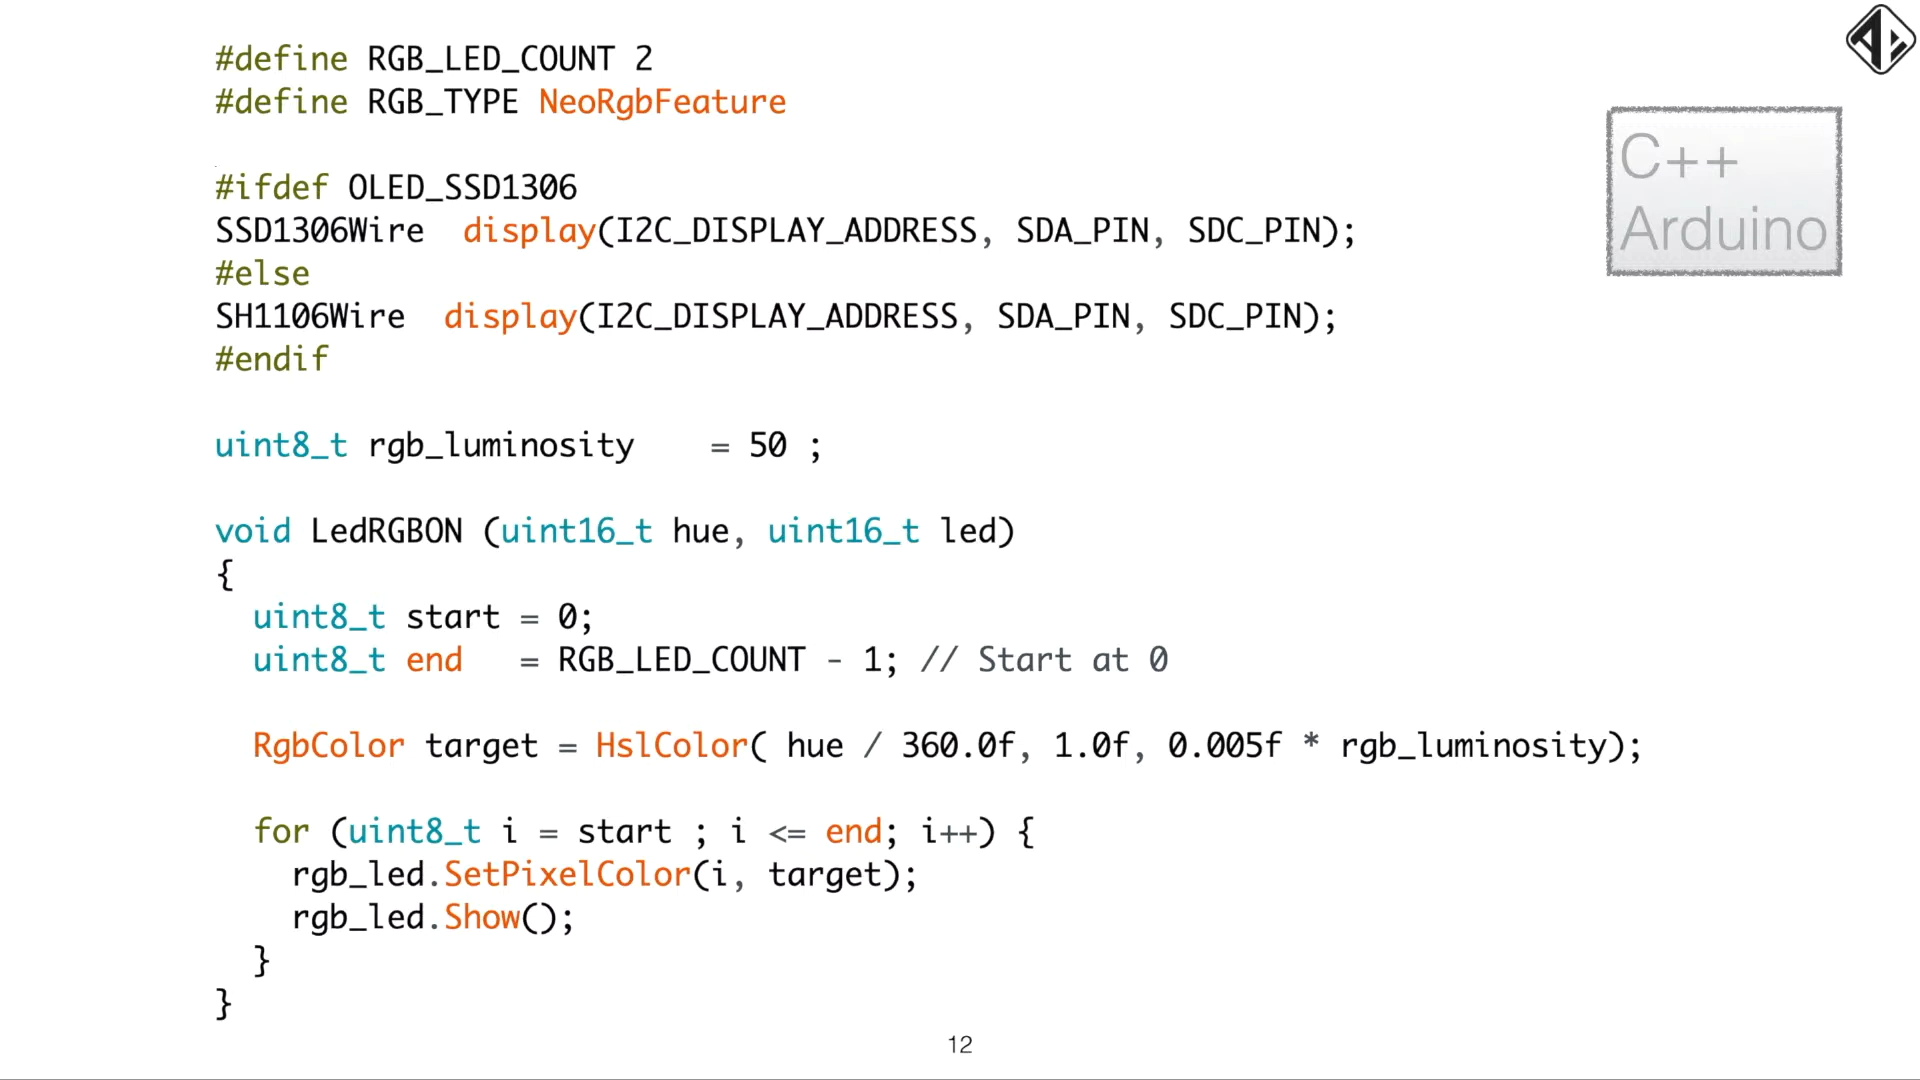 #define RGB_LED_COUNT 2
#define RGB_TYPE NeoRgbFeature
C++
Arduino
#ifdef OLED_SSD1306
SSD1306Wire  display(I2C_DISPLAY_ADDRESS, SDA_PIN, SDC_PIN);
#else
SH1106Wire  display(I2C_DISPLAY_ADDRESS, SDA_PIN, SDC_PIN);
#endif
uint8_t rgb_luminosity    = 50 ;
void LedRGBON (uint16_t hue, uint16_t led)
{
  uint8_t start = 0;
  uint8_t end   = RGB_LED_COUNT - 1; // Start at 0
  RgbColor target = HslColor( hue / 360.0f, 1.0f, 0.005f * rgb_luminosity);
  for (uint8_t i = start ; i <= end; i++) {
    rgb_led.SetPixelColor(i, target);
    rgb_led.Show();
  }
}
12